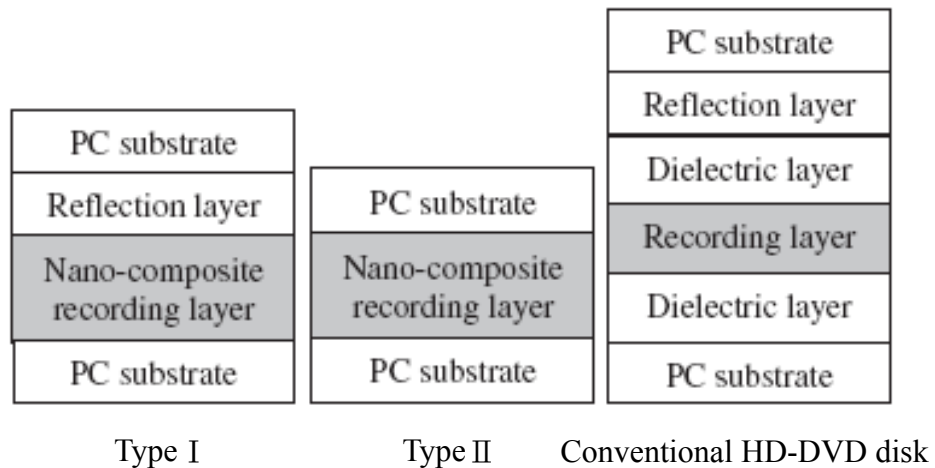 PC substrate
Reflection layer
Nano-composite
recording layer
PC substrate
Type Ⅰ
PC substrate
Nano-composite
recording layer
PC substrate
Type Ⅱ
PC substrate
Reflection layer
Dielectric layer
Recording layer
Dielectric layer
PC substrate
Conventional HD-DVD disk